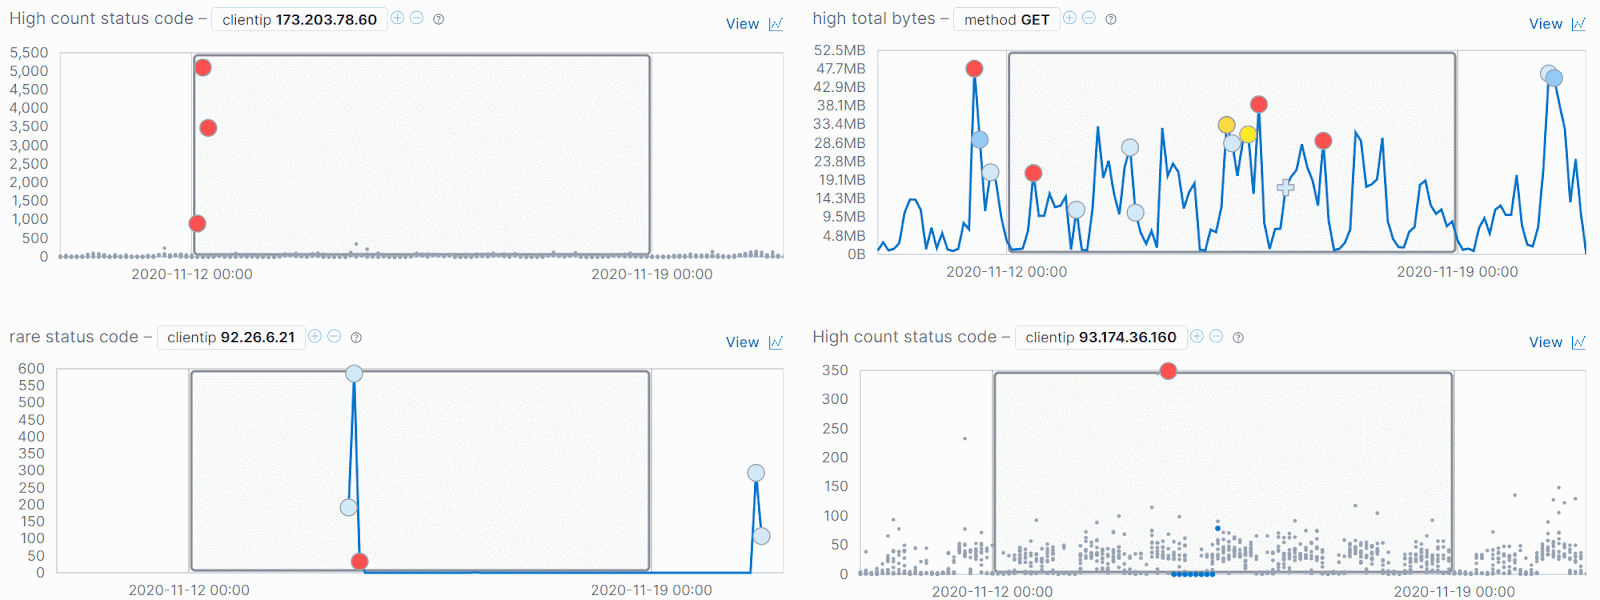 High count status code – clientip 173.203.78.60
View
5,500
5,000
4,500
4,000
3,500
3,000
2,500
2,000
1,500
1,000
500
0
2020-11-12 00:00 2020-11-19 00:00
high total bytes – method GET
View
52.5MB
47.7MB
42.9MB
38.1MB
33.4MB
28.6MB
23.8MB
19.1MB
14.3MB
9.5MB
4.8MB
0B
2020-11-12 00:00 2020-11-19 00:00
rare status code – clientip 92.26.6.21
View
600
550
500
450
400
350
300
250
200
150
100
50
0
2020-11-12 00:00 2020-11-19 00:00
High count status code – clientip 93.174.36.160
View
350
300
250
200
150
100
50
0
2020-11-12 00:00 2020-11-19 00:00